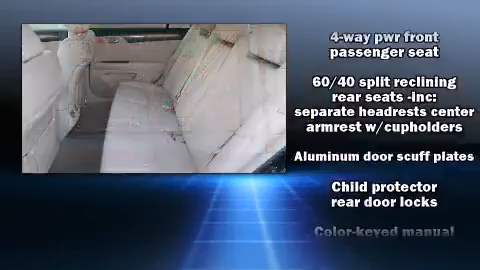 4-way pwr front
passenger seat
60/40 split reclining
rear seats -inc:
separate headrests center
armrest w/cupholders
Aluminum door scuff plates
Child protector
rear door locks
Color-keyed manual